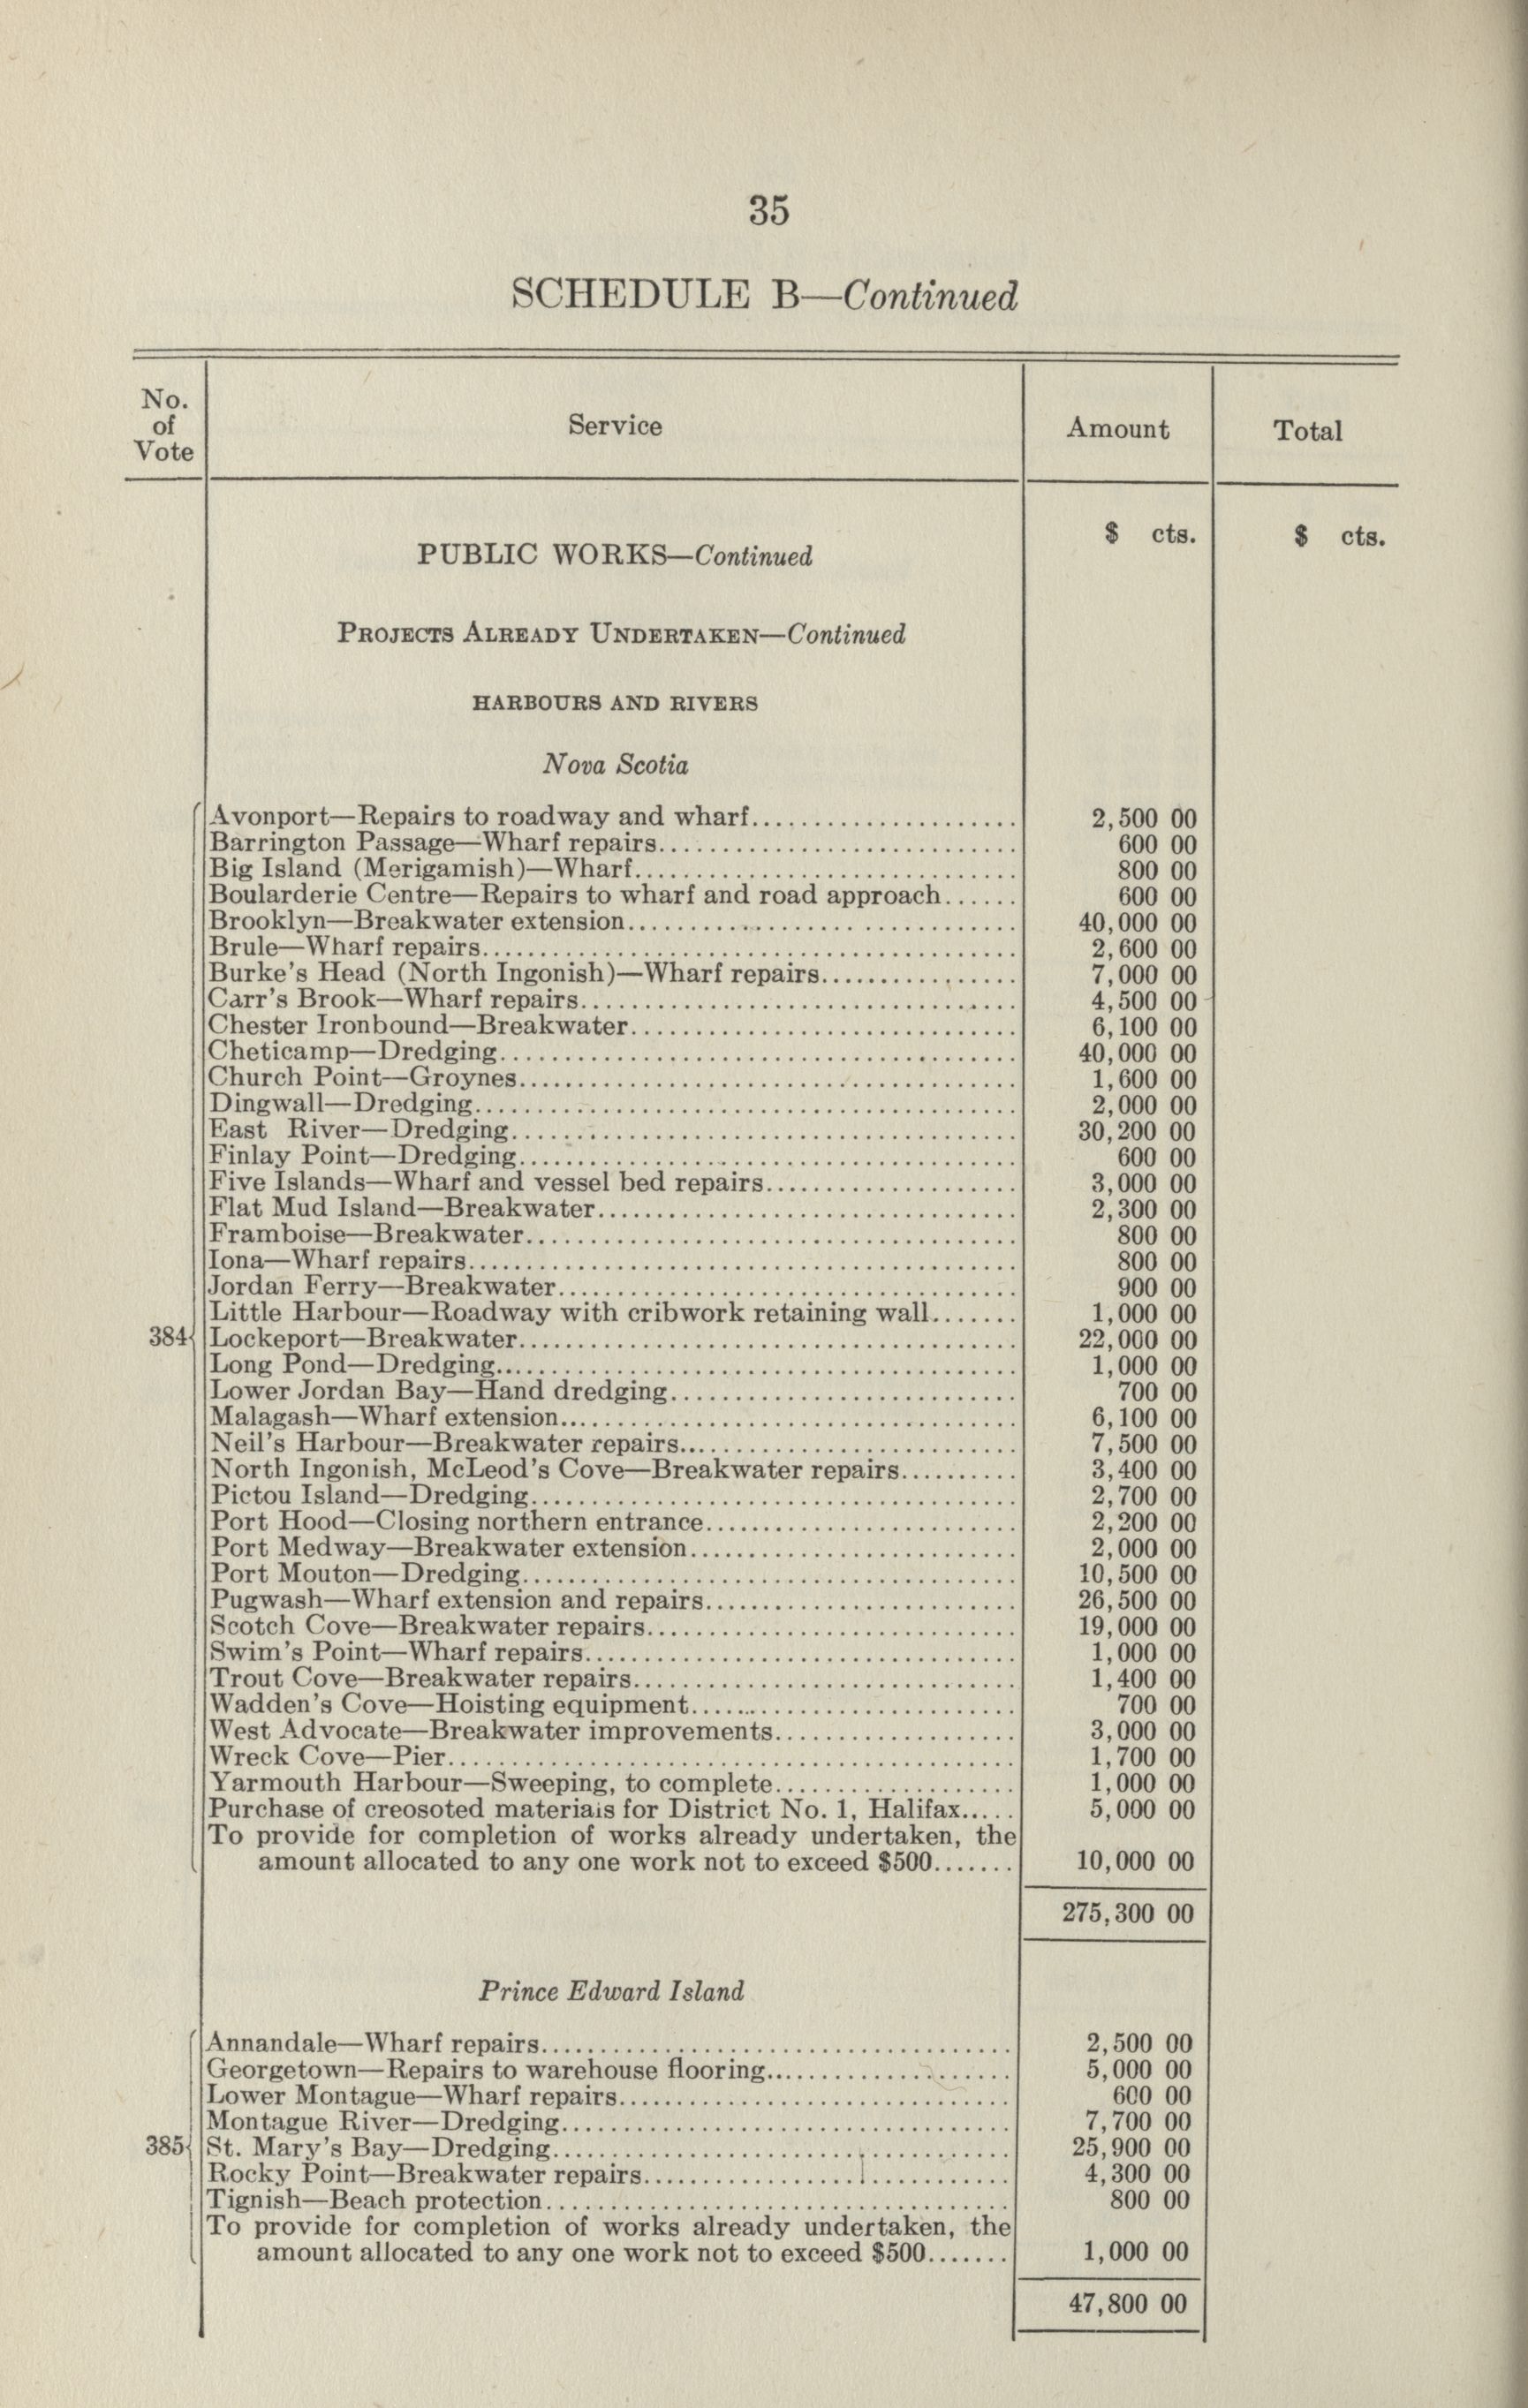 35
SCHEDULE B—Continued
No. of Vote Service Amount Total
$ cts. $ cts.
PUBLIC WORKS—Continued
PROJECTS ALREADY UNDERTAKEN—Continued
HARBOURS AND RIVERS
Nova Scotia
Avonport—Repairs to roadway and wharf 2,500 00
Barrington Passage—Wharf repairs 600 00
Big Island (Merigamish)—Wharf 800 00
Boularderie Centre—Repairs to wharf and road approach 600 00
Brooklyn—Breakwater extension 40,000 00
Brule—Wharf repairs 2,600 00
Burke's Head (North Ingonish)—Wharf repairs 7,000 00
Carr's Brook—Wharf repairs 4,500 00
Chester Ironbound—Breakwater 6,100 00
Cheticamp—Dredging 40,000 00
Church Point—Groynes 1,600 00
Dingwall—Dredging 2,000 00
East River—Dredging 30,200 00
Finlay Point—Dredging 600 00
Five Islands—Wharf and vessel bed repairs 3,000 00
Flat Mud Island—Breakwater 2,300 00
Framboise—Breakwater 800 00
Iona—Wharf repairs 800 00
Jordan Ferry—Breakwater 900 00
Little Harbour—Roadway with cribwork retaining wall 1,000 00
384 Lockeport—Breakwater 22,000 00
Long Pond—Dredging 1,000 00
Lower Jordan Bay—Hand dredging 700 00
Malagash—Wharf extension 6,100 00
Neil's Harbour—Breakwater repairs 7,500 00
North Ingonish, McLeod's Cove—Breakwater repairs 3,400 00
Pictou Island—Dredging 2,700 00
Port Hood—Closing northern entrance 2,200 00
Port Medway—Breakwater extension 2,000 00
Port Mouton—Dredging 10,500 00
Pugwash—Wharf extension and repairs 26,500 00
Scotch Cove—Breakwater repairs 19,000 00
Swim's Point—Wharf repairs 1,000 00
Trout Cove—Breakwater repairs 1,400 00
Wadden's Cove—Hoisting equipment 700 00
West Advocate—Breakwater improvements 3,000 00
Wreck Cove—Pier 1,700 00
Yarmouth Harbour—Sweeping, to complete 1,000 00
Purchase of creosoted materials for District No. 1, Halifax 5,000 00
To provide for completion of works already undertaken, the
amount allocated to any one work not to exceed $500 10,000 00
275,300 00
Prince Edward Island
Annandale—Wharf repairs 2,500 00
Georgetown—Repairs to warehouse flooring 5,000 00
Lower Montague—Wharf repairs 600 00
Montague River—Dredging 7,700 00
385 St. Mary's Bay—Dredging 25,900 00
Rocky Point—Breakwater repairs 4,300 00
Tignish—Beach protection 800 00
To provide for completion of works already undertaken, the
amount allocated to any one work not to exceed $500 1,000 00
47,800 00